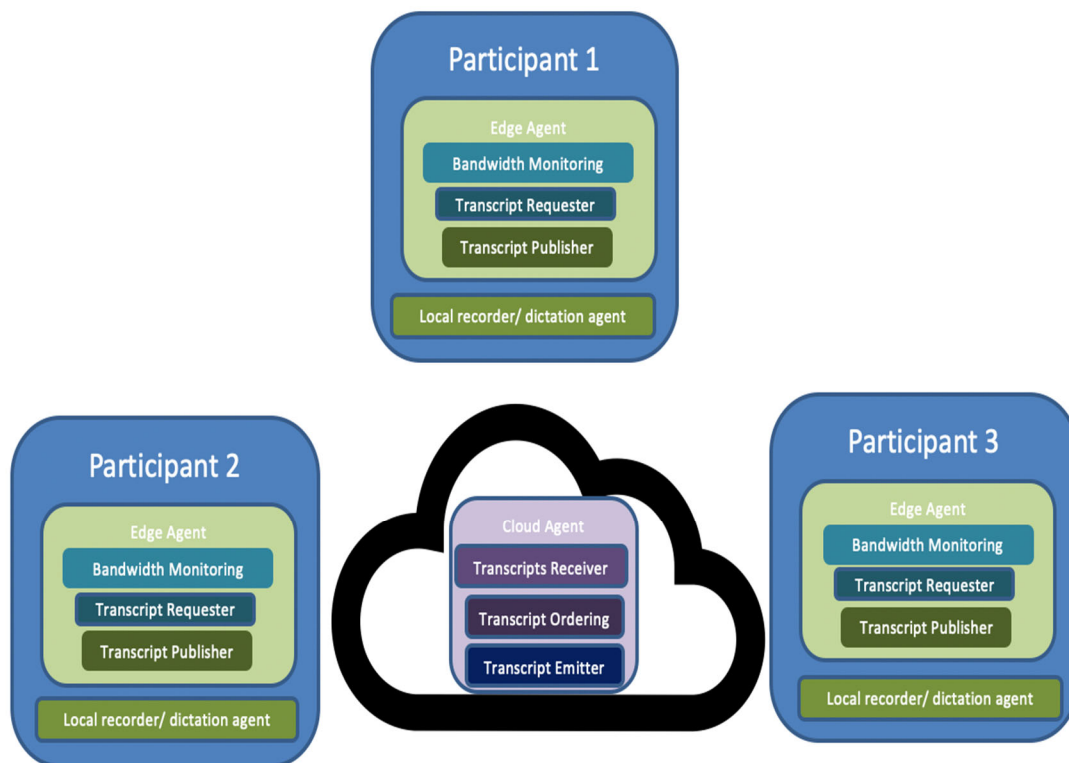 Participant 1
Edge Agent
Bandwidth Monitoring
Transcript Requester
Transcript Publisher
Local recorder/ dictation agent
Participant 2
Edge Agent
Bandwidth Monitoring
Transcript Requester
Transcript Publisher
Local recorder/ dictation agent
Cloud Agent
Transcripts Receiver
Transcript Ordering
Transcript Emitter
Participant 3
Edge Agent
Bandwidth Monitoring
Transcript Requester
Transcript Publisher
Local recorder/ dictation agent